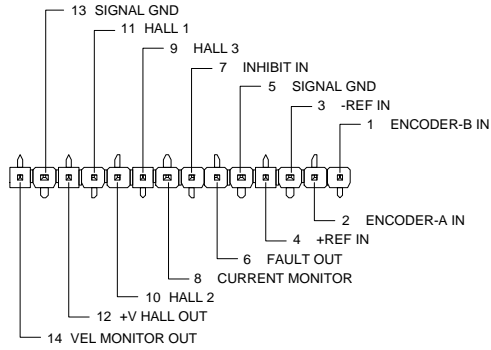 13 SIGNAL GND
11 HALL 1
9 HALL 3
7 INHIBIT IN
5 SIGNAL GND
3 -REF IN
1 ENCODER-B IN
2 ENCODER-A IN
4 +REF IN
6 FAULT OUT
8 CURRENT MONITOR
10 HALL 2
12 +V HALL OUT
14 VEL MONITOR OUT